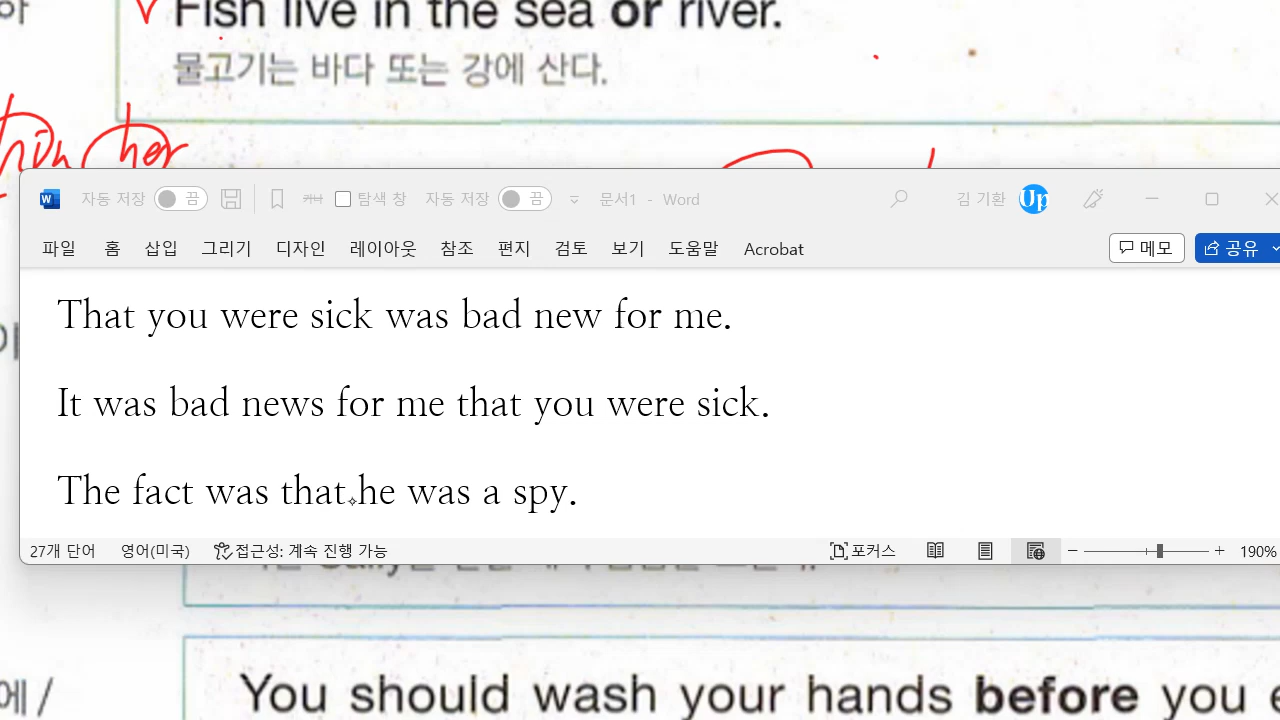 Fish live in the sea or river.
물고기는 바다 또는 강에 산다.
her
자동 저장 끔 탐색 창 자동 저장 끔 문서1 - Word 김 기환 Up
파일 홈 삽입 그리기 디자인 레이아웃 참조 편지 검토 보기 도움말 Acrobat 메모 공유
That you were sick was bad new for me.
It was bad news for me that you were sick.
The fact was that he was a spy.
27개 단어 영어(미국) 접근성: 계속 진행 가능 포커스 190%
에 / You should wash your hands before you